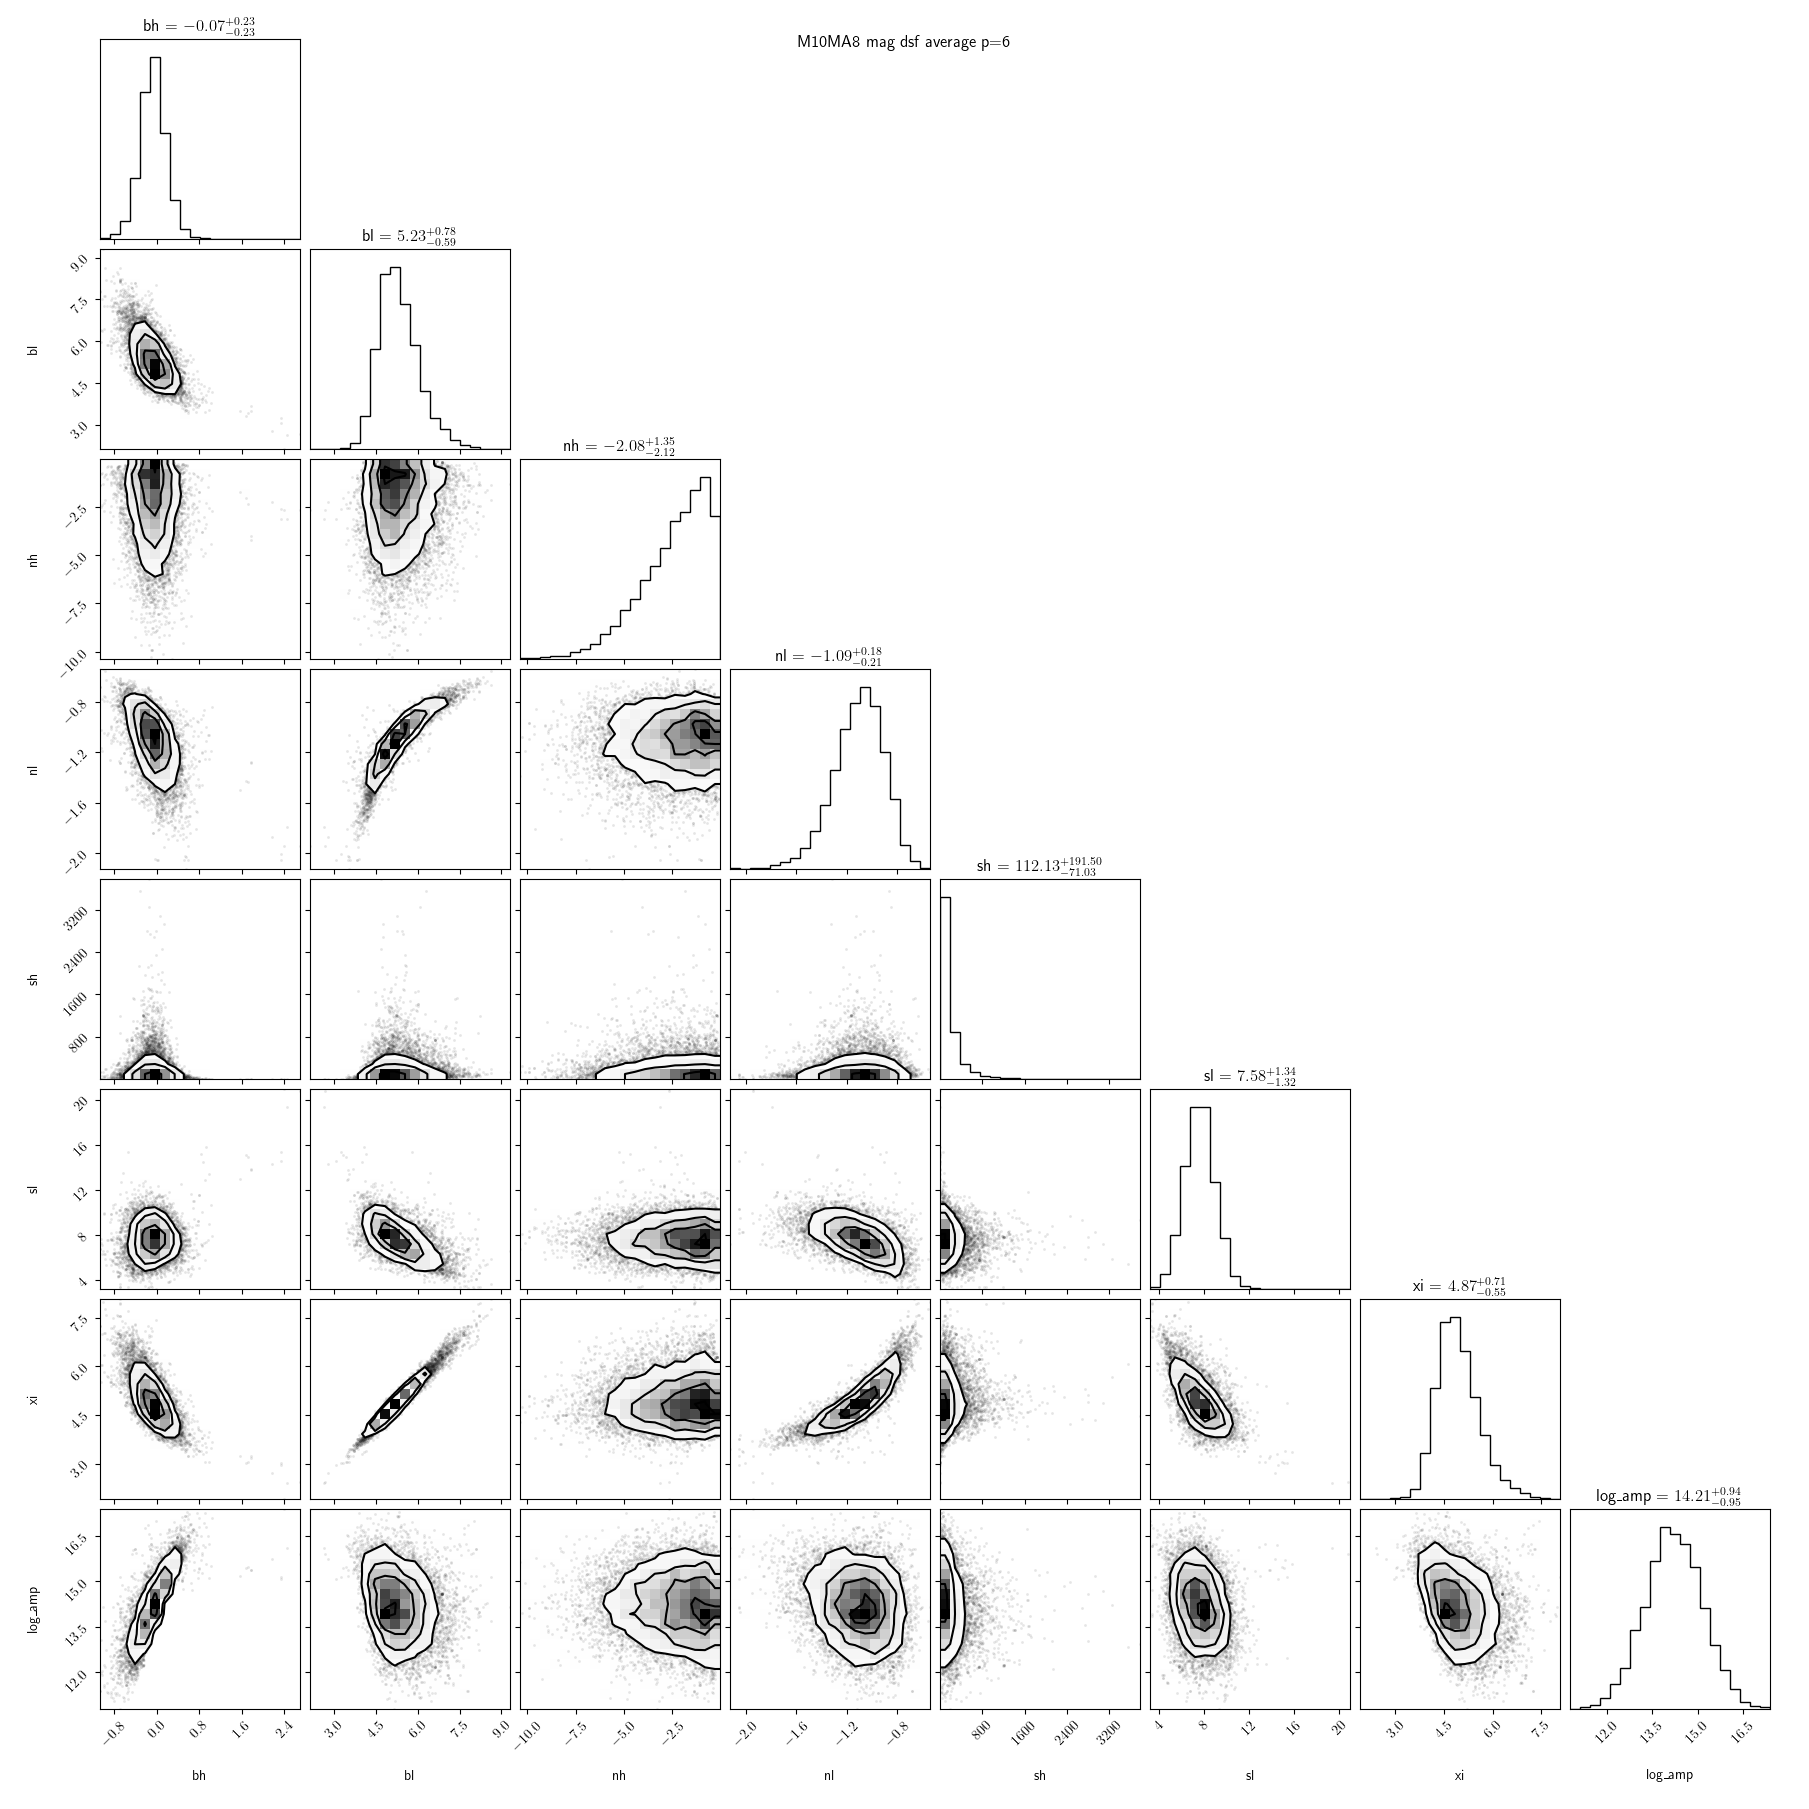 M10MA8 mag dsf average p=6
bh = −0.07+0.23−0.23
bl = 5.23+0.78−0.59
bl
9.0
7.5
6.0
4.5
3.0
nh = −2.08+1.35−2.12
nh
−2.5
−5.0
−7.5
−10.0
nl = −1.09+0.18−0.21
nl
−0.8
−1.2
−1.6
−2.0
sh = 112.13+191.50−71.03
sh
3200
2400
1600
800
sl = 7.58+1.34−1.32
sl
20
16
12
8
4
xi = 4.87+0.71−0.55
xi
7.5
6.0
4.5
3.0
log_amp = 14.21+0.94−0.95
log_amp
16.5
15.0
13.5
12.0
−0.8 0.0 0.8 1.6 2.4 3.0 4.5 6.0 7.5 9.0 −10.0 −7.5 −5.0 −2.5 −2.0 −1.6 −1.2 −0.8 800 1600 2400 3200 4 8 12 16 20 3.0 4.5 6.0 7.5 12.0 13.5 15.0 16.5
bh bl nh nl sh sl xi log_amp